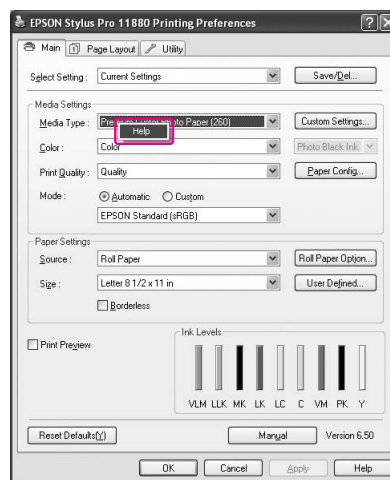 EPSON Stylus Pro 11880 Printing Preferences
Main Page Layout Utility
Select Setting : Current Settings Save/Del...
Media Settings
Media Type : Photo Paper (260) Custom Settings...
Help
Color : Color Photo Black Ink
Print Quality : Quality Paper Config...
Mode : Automatic Custom
EPSON Standard (sRGB)
Paper Settings
Source : Roll Paper Roll Paper Option...
Size : Letter 8 1/2 x 11 in User Defined...
Borderless
Print Preview
Ink Levels
VLM LLK MK LK LC C VM PK Y
Reset Defaults(Y) Manual Version 6.50
OK Cancel Apply Help